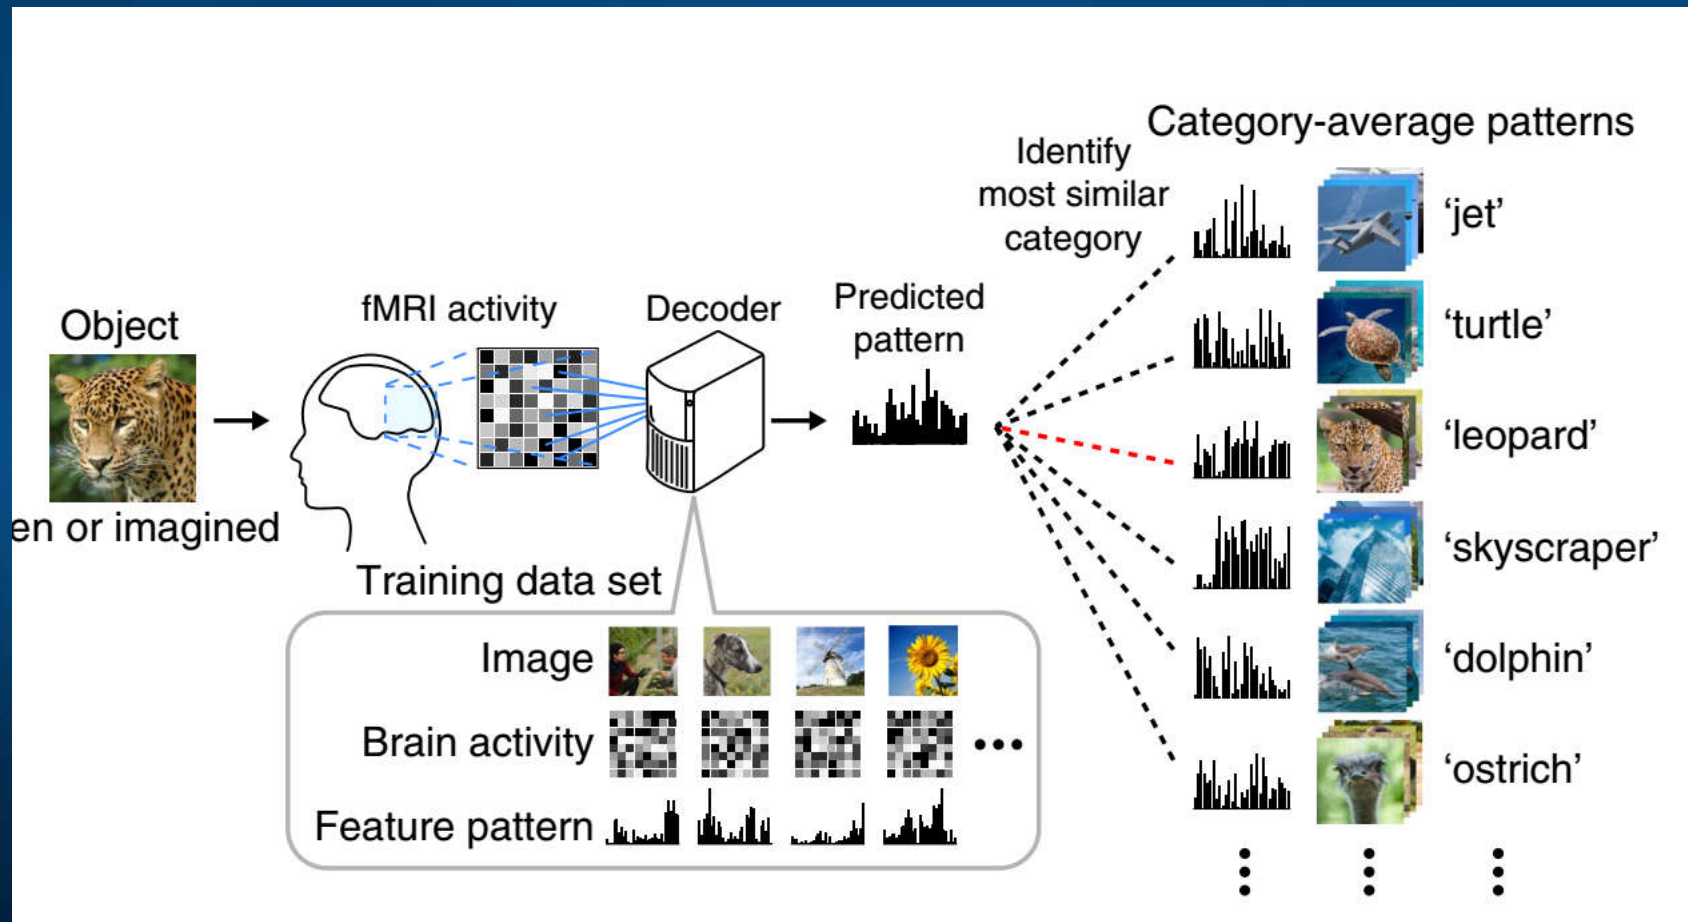 Category-average patterns
Identify
most similar
category
‘jet’
‘turtle’
‘leopard’
‘skyscraper’
‘dolphin’
‘ostrich’
Object
en or imagined
fMRI activity
Decoder
Predicted
pattern
Training data set
Image
Brain activity
Feature pattern